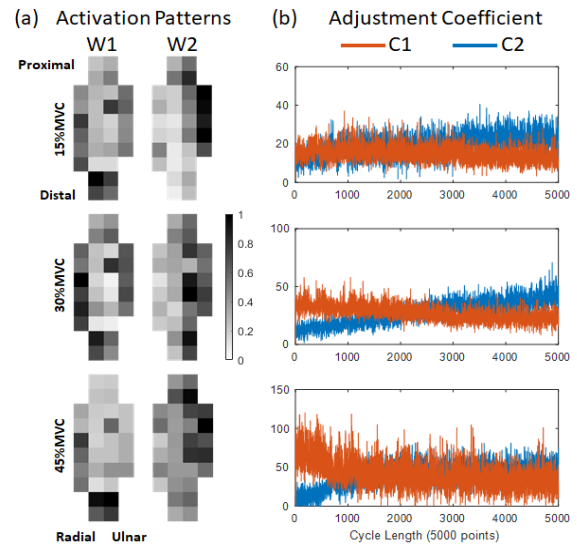 (a) Activation Patterns
W1 W2
Proximal
15%MVC
Distal
30%MVC
1
0.8
0.6
0.4
0.2
0
45%MVC
Radial Ulnar
(b) Adjustment Coefficient
C1 C2
60
40
20
0
0 1000 2000 3000 4000 5000
100
50
0
0 1000 2000 3000 4000 5000
150
100
50
0
0 1000 2000 3000 4000 5000
Cycle Length (5000 points)